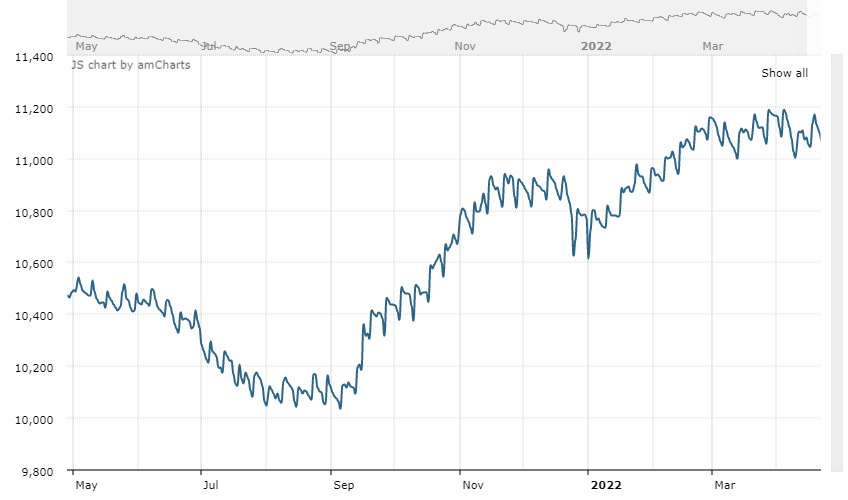 May Jul Sep Nov 2022 Mar
11,400
JS chart by amCharts
Show all
11,200
11,000
10,800
10,600
10,400
10,200
10,000
9,800
May Jul Sep Nov 2022 Mar